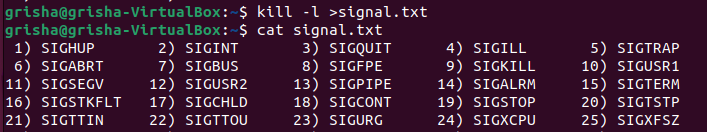 grisha@grisha-VirtualBox:~$ kill -l >signal.txt
grisha@grisha-VirtualBox:~$ cat signal.txt
 1) SIGHUP       2) SIGINT       3) SIGQUIT      4) SIGILL       5) SIGTRAP
 6) SIGABRT      7) SIGBUS       8) SIGFPE       9) SIGKILL     10) SIGUSR1
11) SIGSEGV     12) SIGUSR2     13) SIGPIPE     14) SIGALRM     15) SIGTERM
16) SIGSTKFLT   17) SIGCHLD     18) SIGCONT     19) SIGSTOP     20) SIGTSTP
21) SIGTTIN     22) SIGTTOU     23) SIGURG      24) SIGXCPU     25) SIGXFSZ